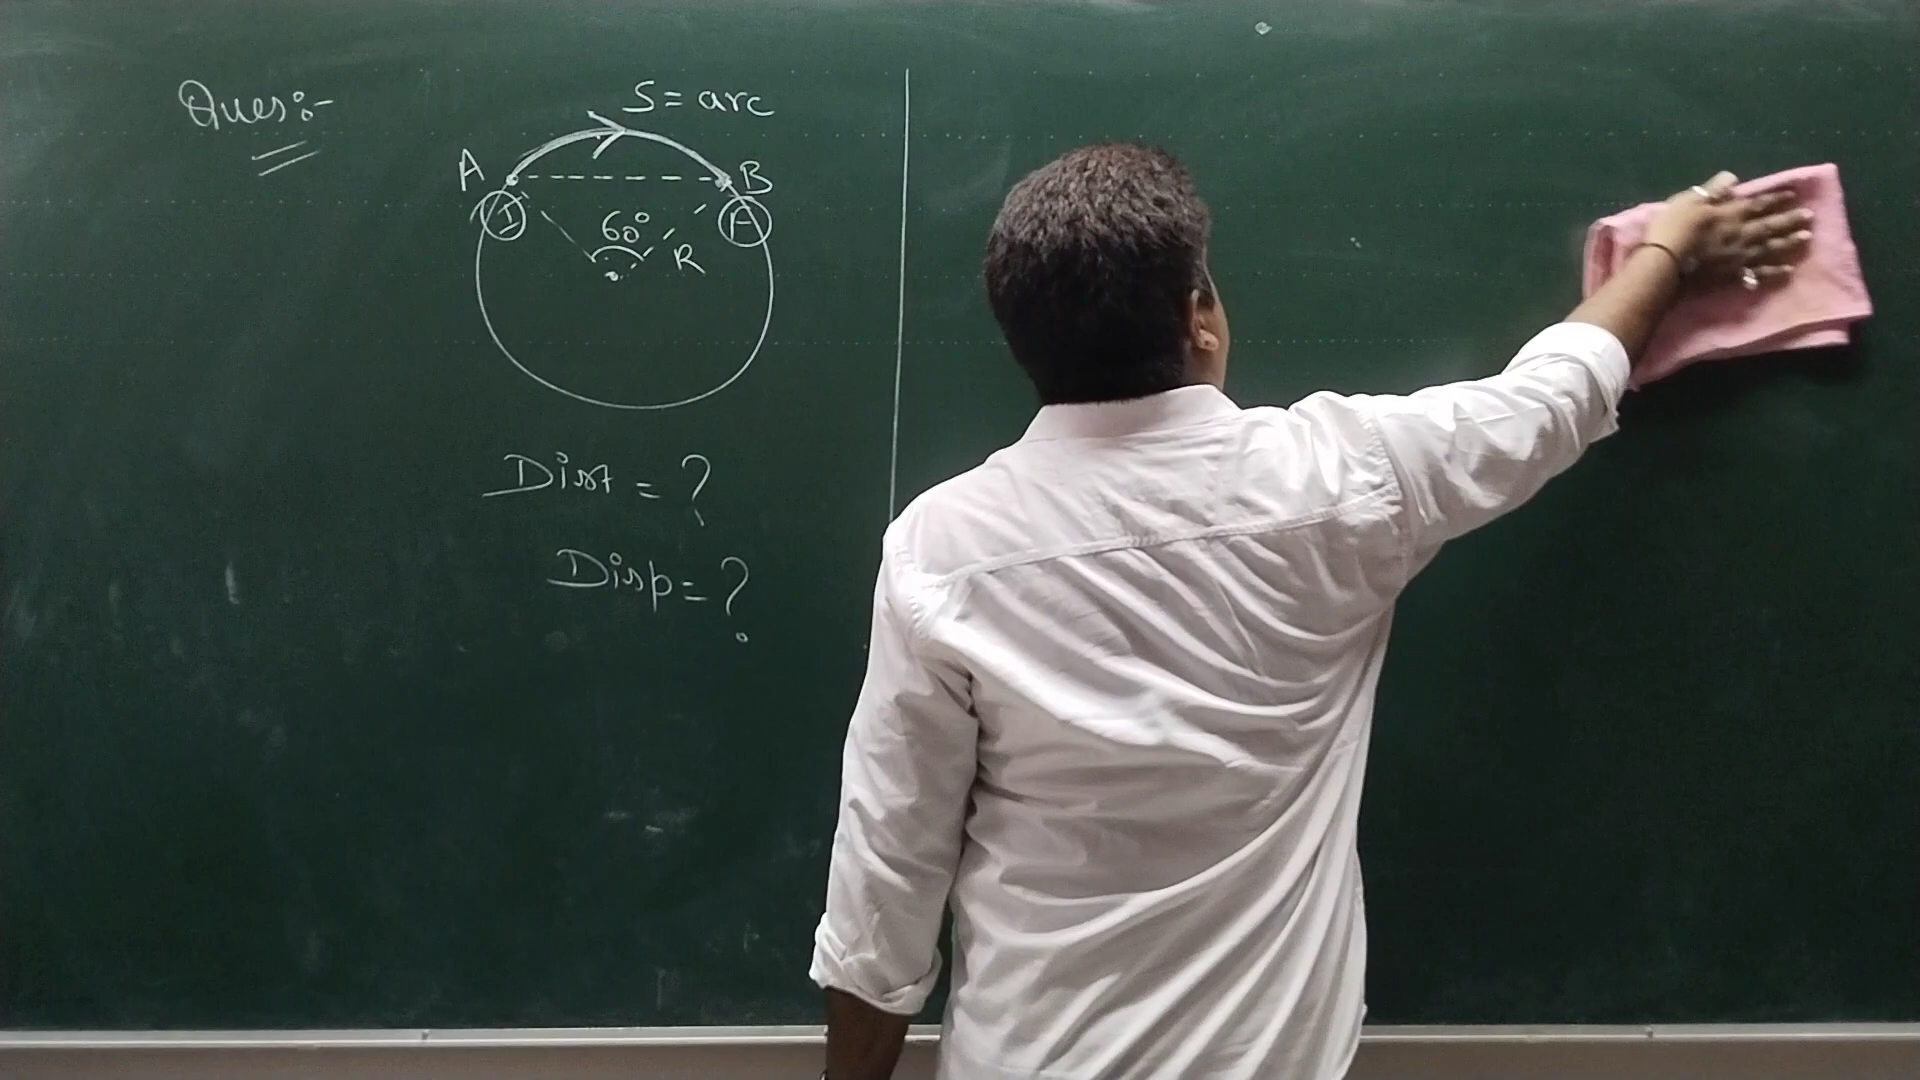 Ques:-
S = arc
A
B
I
F
60°
R
Dist = ?
Disp = ?